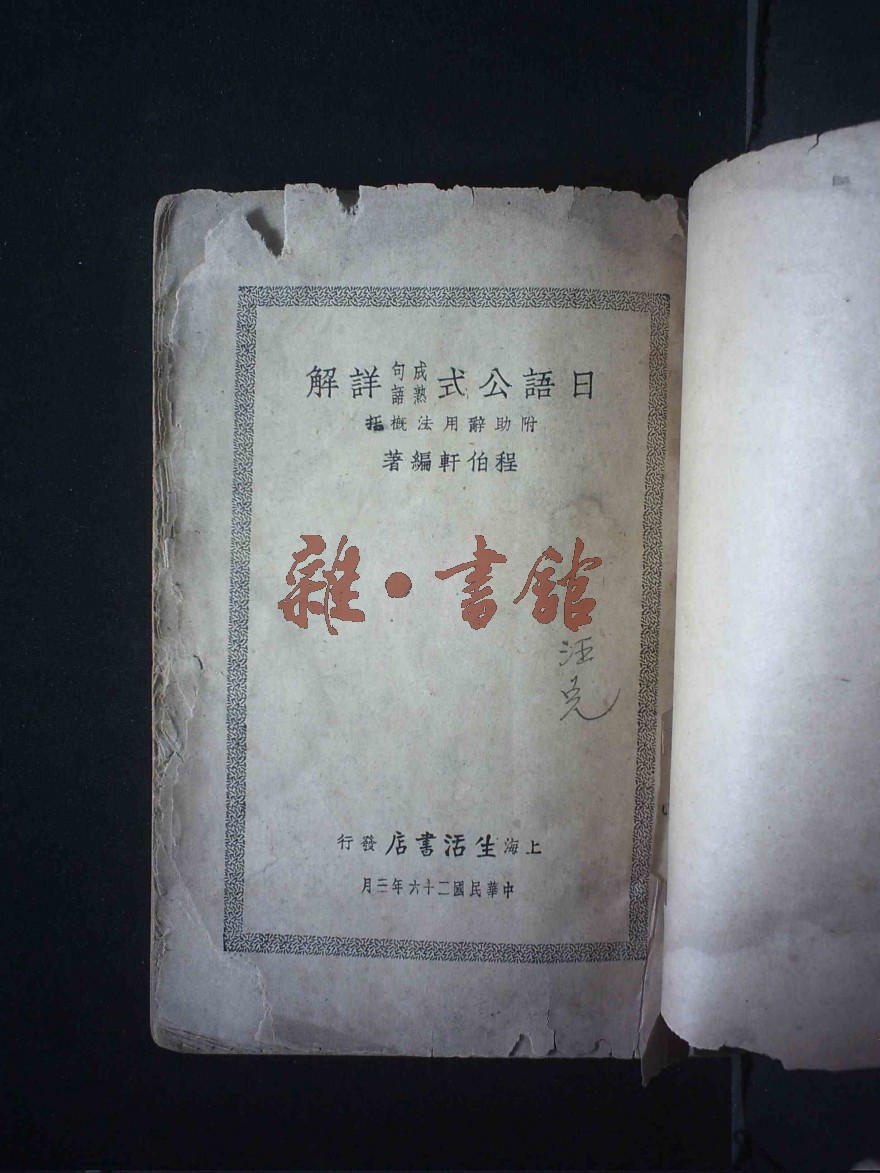 日語公式成句熟語詳解
附助辭用法概括
程伯軒編著
雜·書館
汪
上海生活書店發行
中華民國二十六年三月